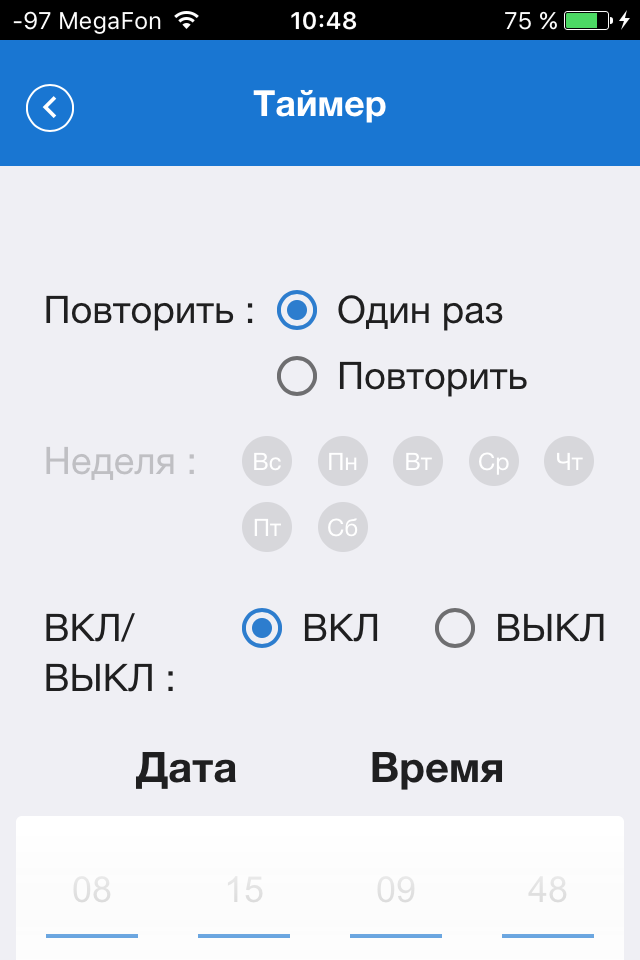 -97 MegaFon 10:48 75 %
Таймер
Повторить : Один раз
Повторить
Неделя : Вс Пн Вт Ср Чт
Пт Сб
ВКЛ/ ВКЛ ВЫКЛ
ВЫКЛ :
Дата Время
08 15 09 48